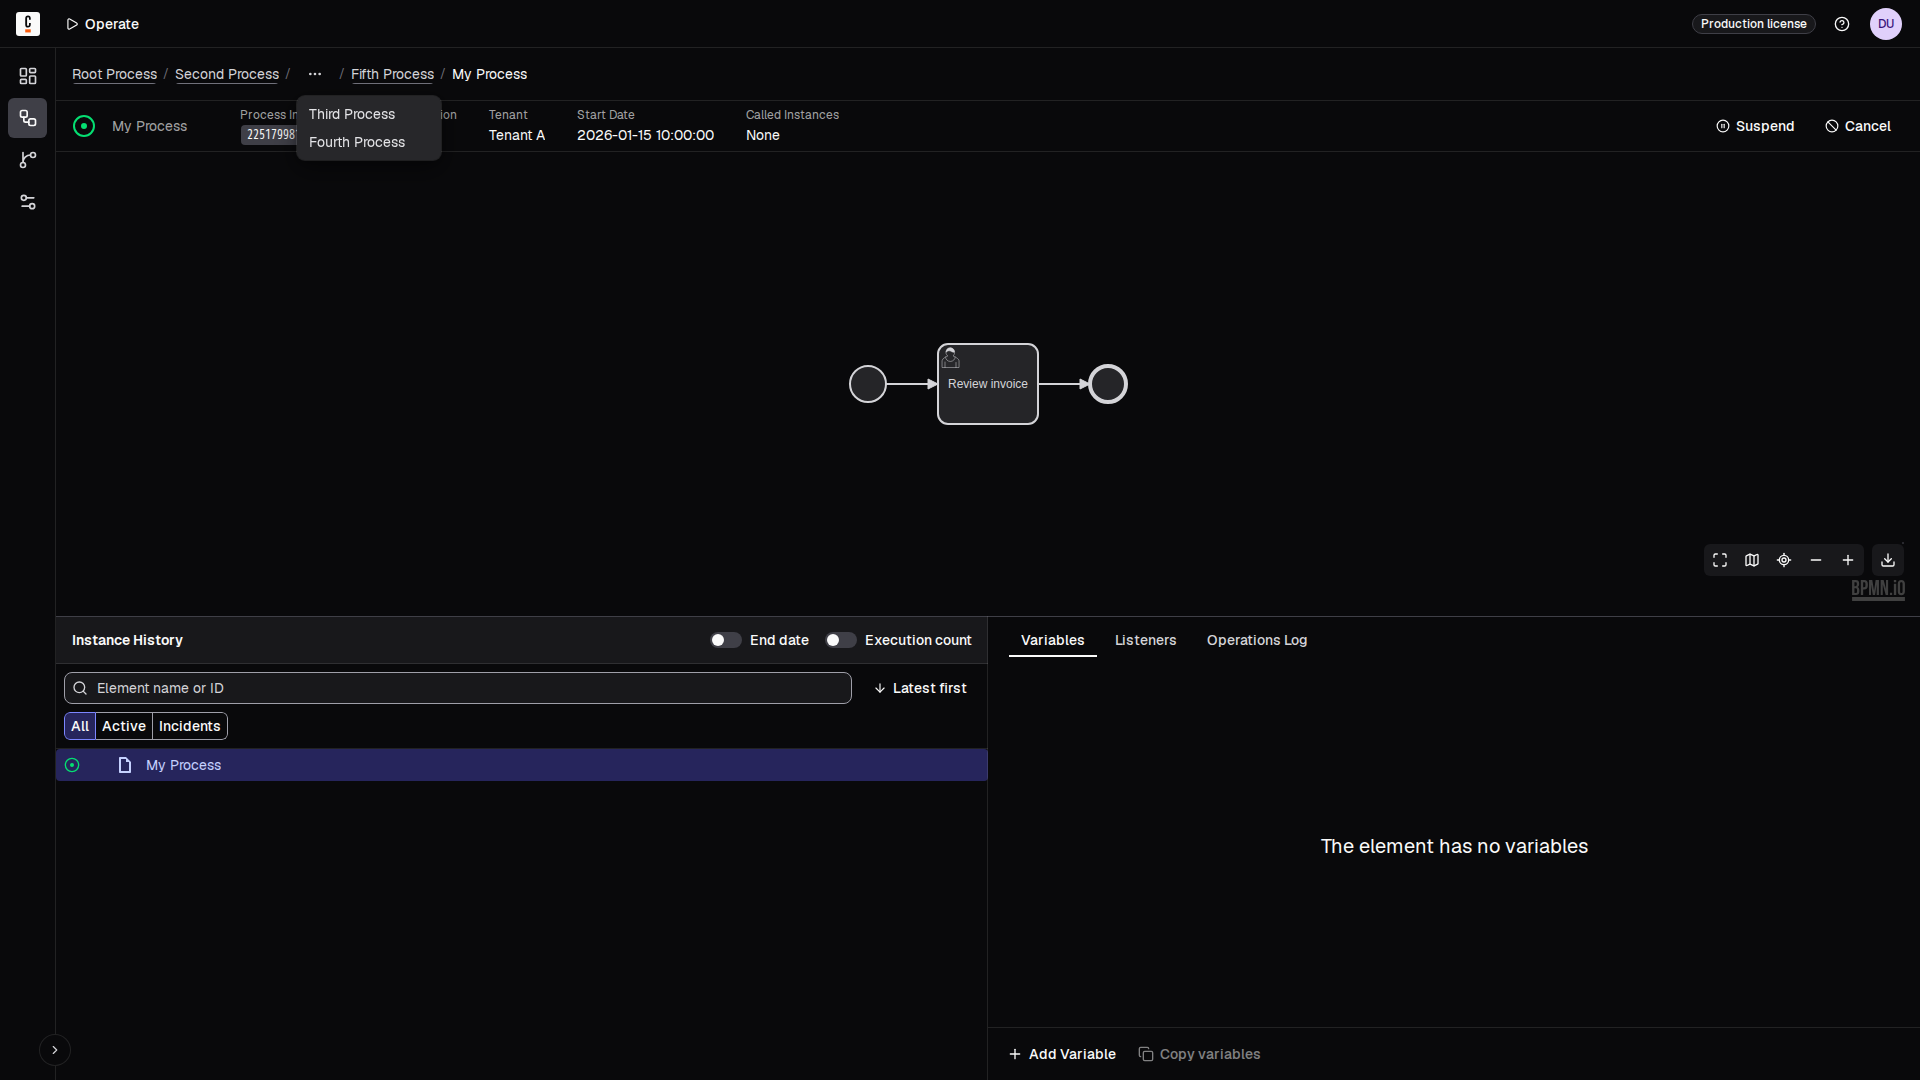 Operate
Production license
DU
Root Process / Second Process / ... / Fifth Process / My Process
Third Process
Fourth Process
My Process
Tenant
Tenant A
Start Date
2026-01-15 10:00:00
Called Instances
None
Suspend
Cancel
Review invoice
BPMN.iO
Instance History
End date
Execution count
Element name or ID
Latest first
All
Active
Incidents
My Process
Variables
Listeners
Operations Log
The element has no variables
Add Variable
Copy variables